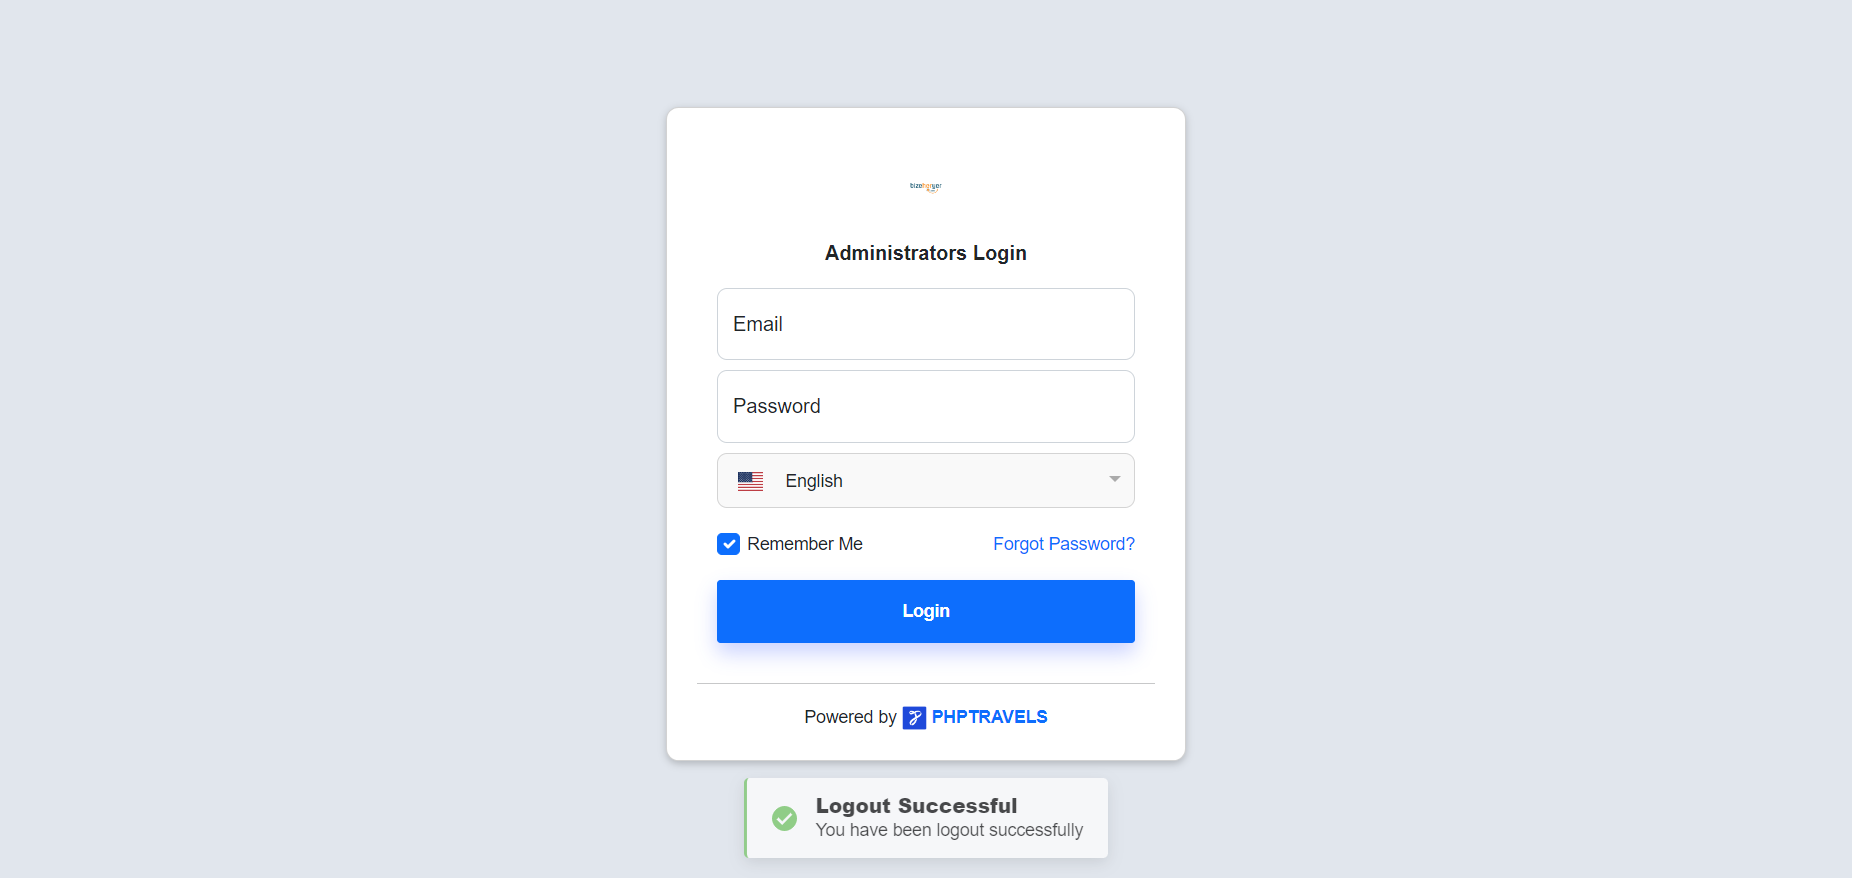 Administrators Login
Email
Password
English
Remember Me
Forgot Password?
Login
Powered by PHPTRAVELS
Logout Successful
You have been logout successfully